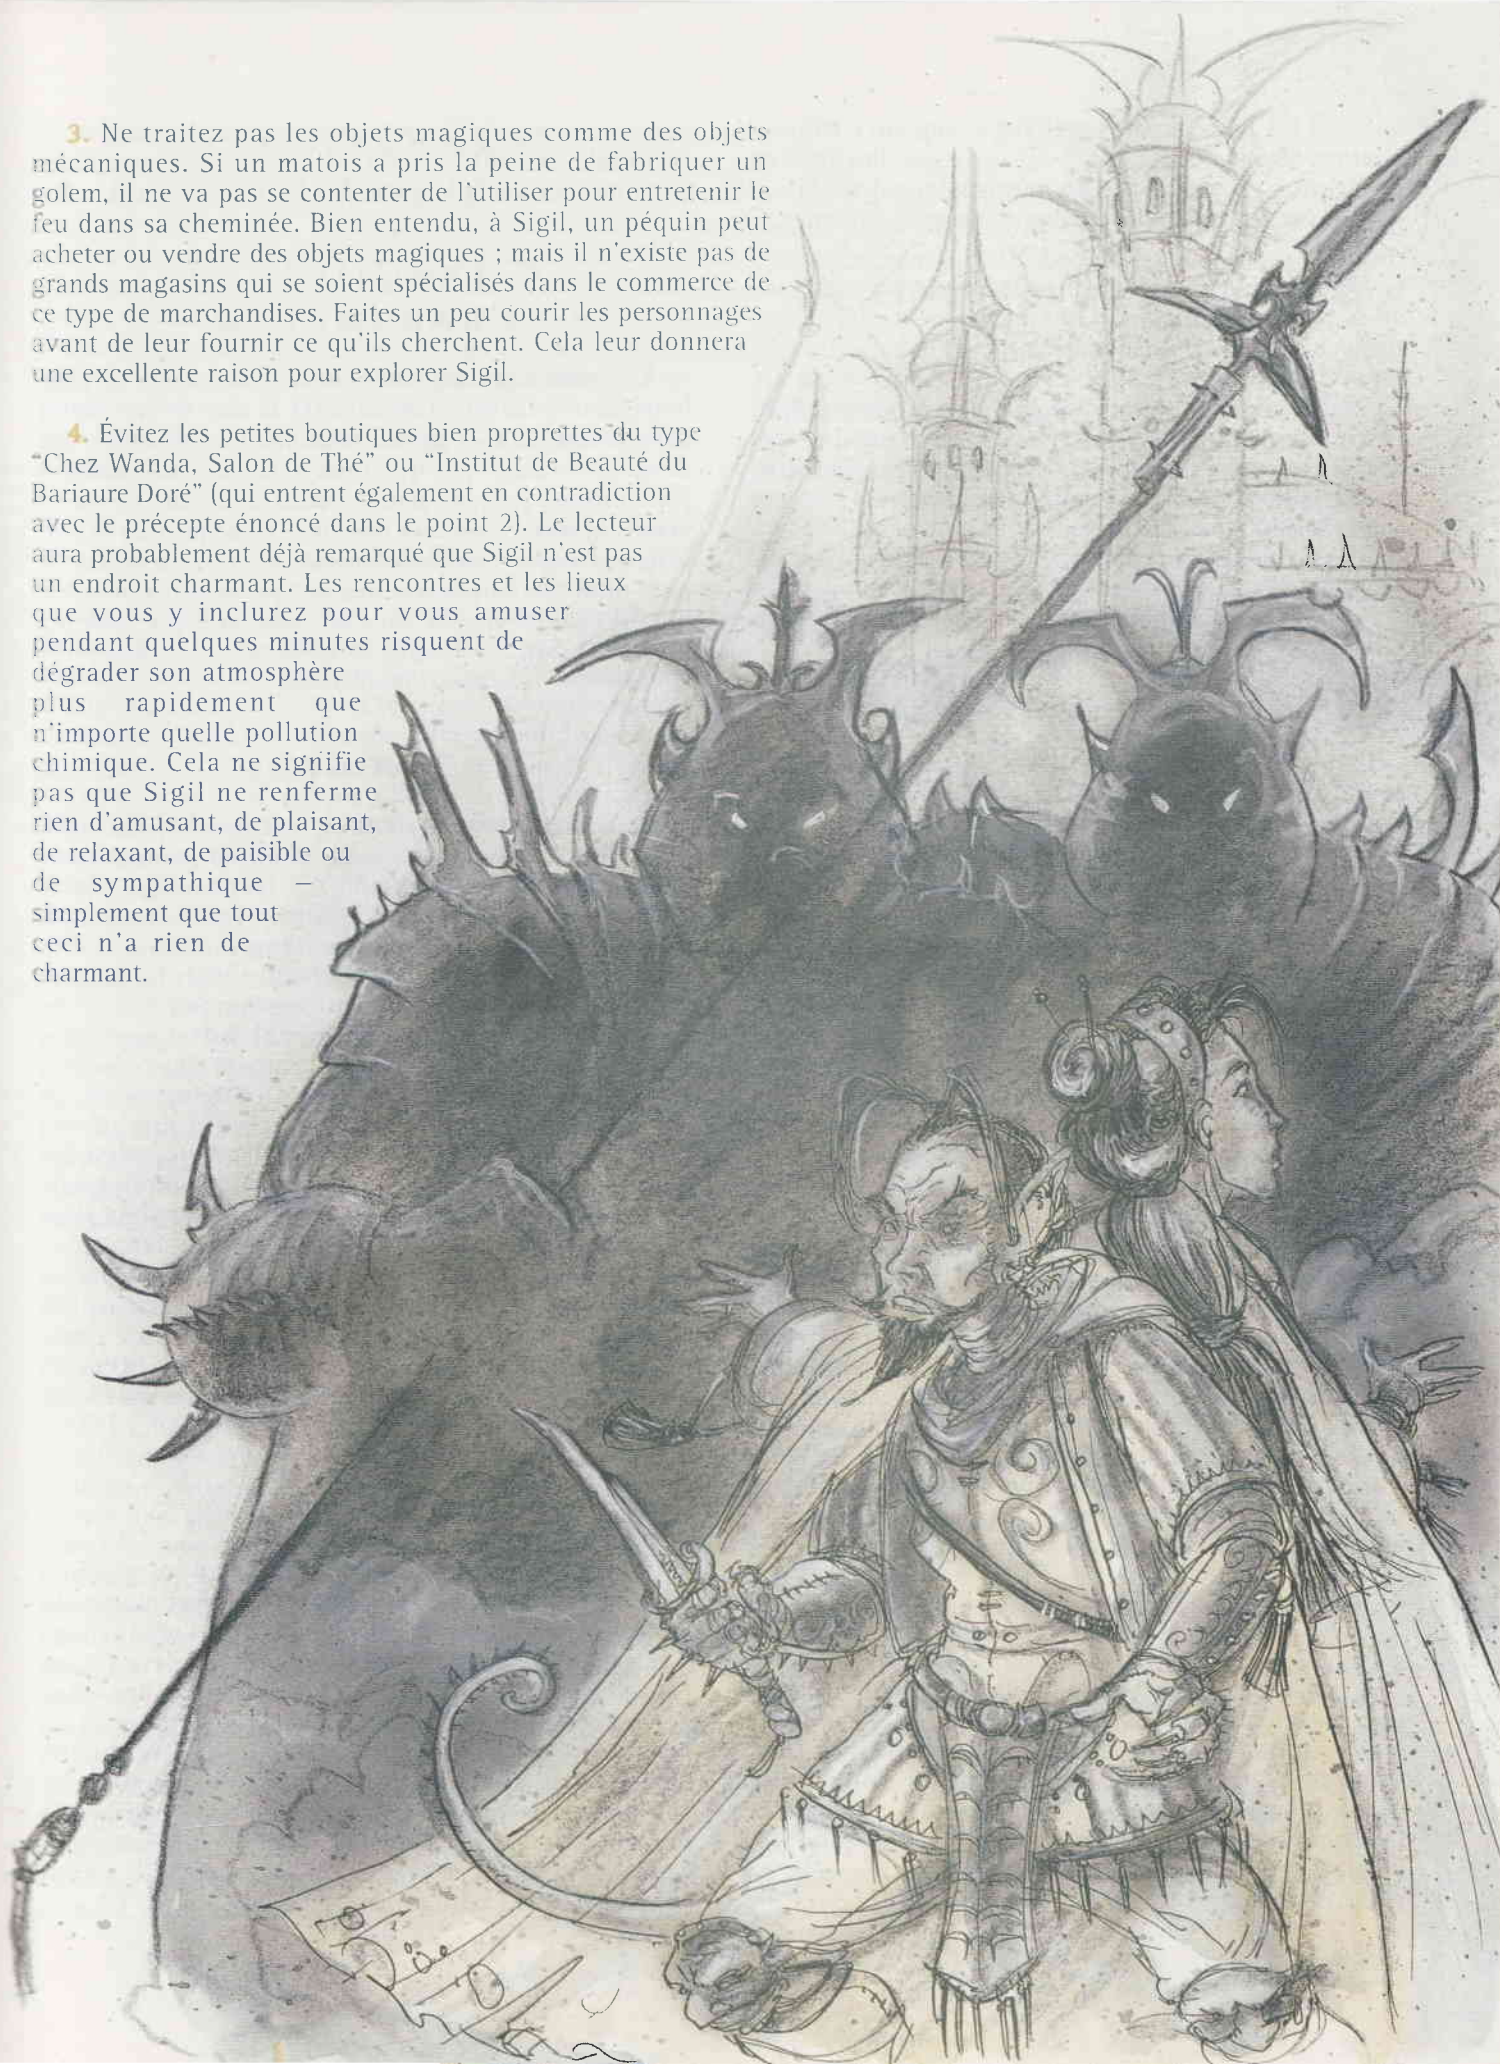 3. Ne traitez pas les objets magiques comme des objets
mécaniques. Si un matois a pris la peine de fabriquer un
golem, il ne va pas se contenter de l'utiliser pour entretenir le
feu dans sa cheminée. Bien entendu, à Sigil, un péquin peut
acheter ou vendre des objets magiques ; mais il n'existe pas de
grands magasins qui se soient spécialisés dans le commerce de
ce type de marchandises. Faites un peu courir les personnages
avant de leur fournir ce qu'ils cherchent. Cela leur donnera
une excellente raison pour explorer Sigil.
4. Évitez les petites boutiques bien proprettes du type
"Chez Wanda, Salon de Thé" ou "Institut de Beauté du
Bariaure Doré" (qui entrent également en contradiction
avec le précepte énoncé dans le point 2). Le lecteur
aura probablement déjà remarqué que Sigil n'est pas
un endroit charmant. Les rencontres et les lieux
que vous y inclurez pour vous amuser
pendant quelques minutes risquent de
dégrader son atmosphère
plus rapidement que
n'importe quelle pollution
chimique. Cela ne signifie
pas que Sigil ne renferme
rien d'amusant, de plaisant,
de relaxant, de paisible ou
de sympathique –
simplement que tout
ceci n'a rien de
charmant.